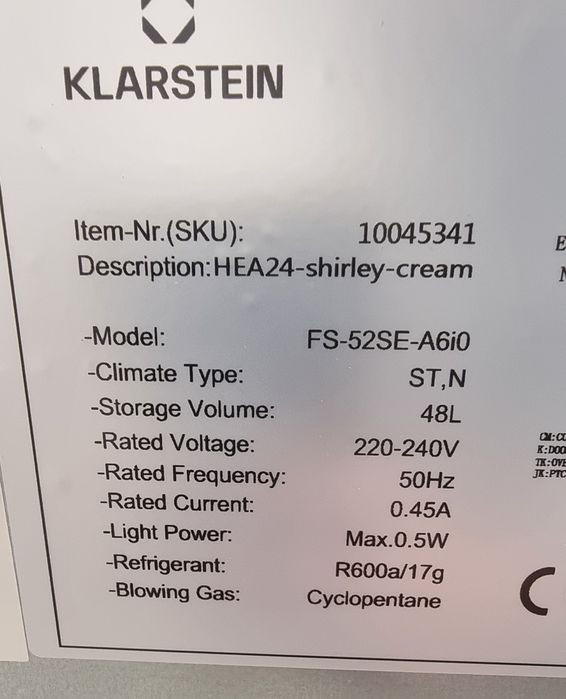 KLARSTEIN
Item-Nr.(SKU): 10045341
Description:HEA24-shirley-cream
-Model: FS-52SE-A6i0
-Climate Type: ST,N
-Storage Volume: 48L
-Rated Voltage: 220-240V
-Rated Frequency: 50Hz
-Rated Current: 0.45A
-Light Power: Max.0.5W
-Refrigerant: R600a/17g
-Blowing Gas: Cyclopentane